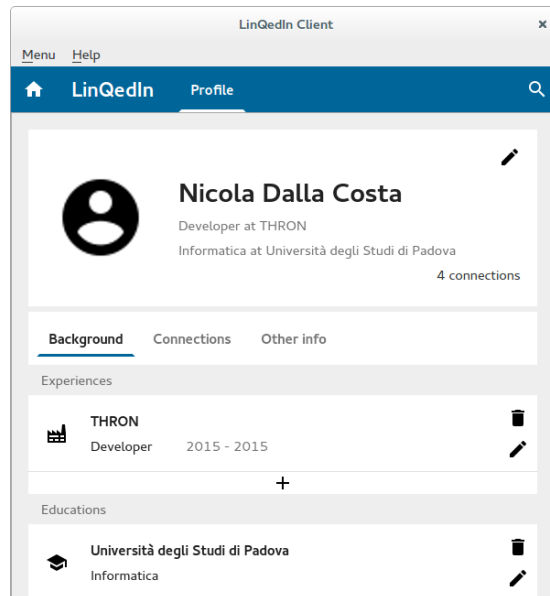 LinQedIn Client
Menu Help
LinQedIn Profile
Nicola Dalla Costa
Developer at THRON
Informatica at Università degli Studi di Padova
4 connections
Background Connections Other info
Experiences
THRON
Developer 2015 - 2015
Educations
Università degli Studi di Padova
Informatica